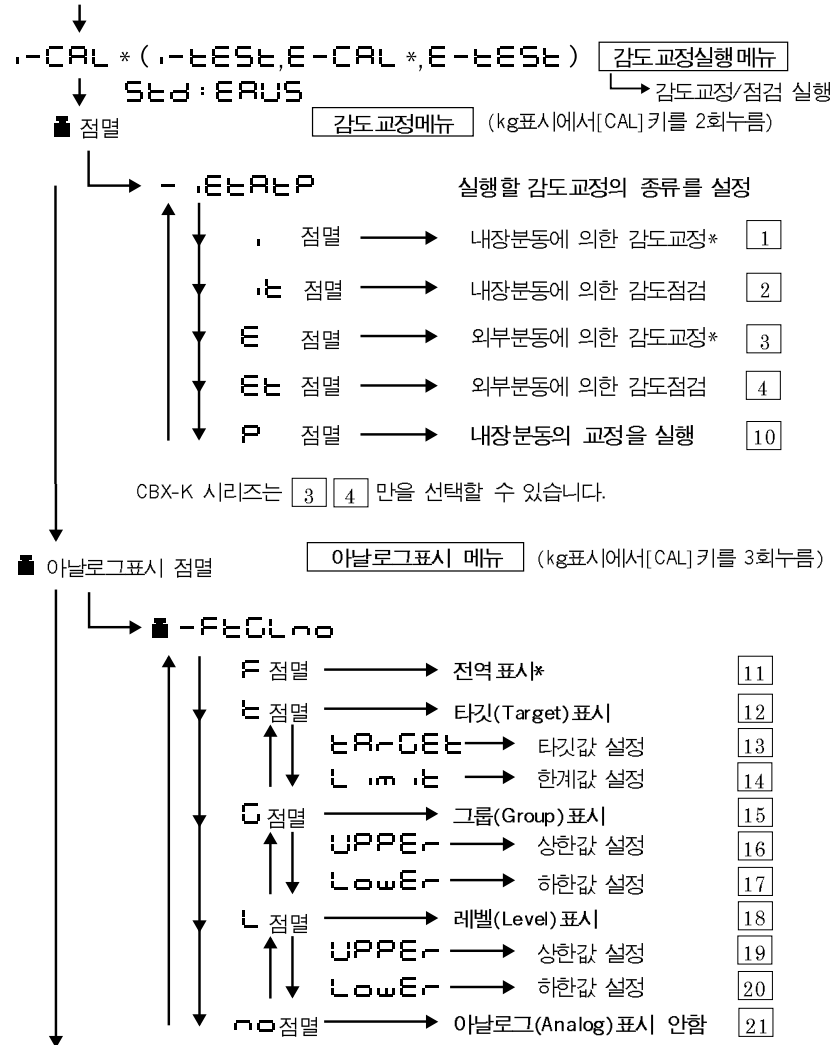 i-CAL * (i-tESt,E-CAL *,E-tESt) 감도교정실행메뉴
감도교정/점검 실행
Std:EAUS
점멸 감도교정메뉴 (kg표시에서[CAL]키를 2회누름)
- iEtAtP 실행할 감도교정의 종류를 설정
i 점멸 내장분동에 의한 감도교정* 1
it 점멸 내장분동에 의한 감도점검 2
E 점멸 외부분동에 의한 감도교정* 3
Et 점멸 외부분동에 의한 감도점검 4
P 점멸 내장분동의 교정을 실행 10
CBX-K 시리즈는 3 4 만을 선택할 수 있습니다.
아날로그표시 점멸 아날로그표시 메뉴 (kg표시에서[CAL]키를 3회누름)
-FtGLno
F 점멸 전역표시* 11
t 점멸 타깃(Target)표시 12
tArGEt 타깃값 설정 13
Limit 한계값 설정 14
G 점멸 그룹(Group)표시 15
UPPEr 상한값 설정 16
LowEr 하한값 설정 17
L 점멸 레벨(Level)표시 18
UPPEr 상한값 설정 19
LowEr 하한값 설정 20
no점멸 아날로그(Analog)표시 안함 21